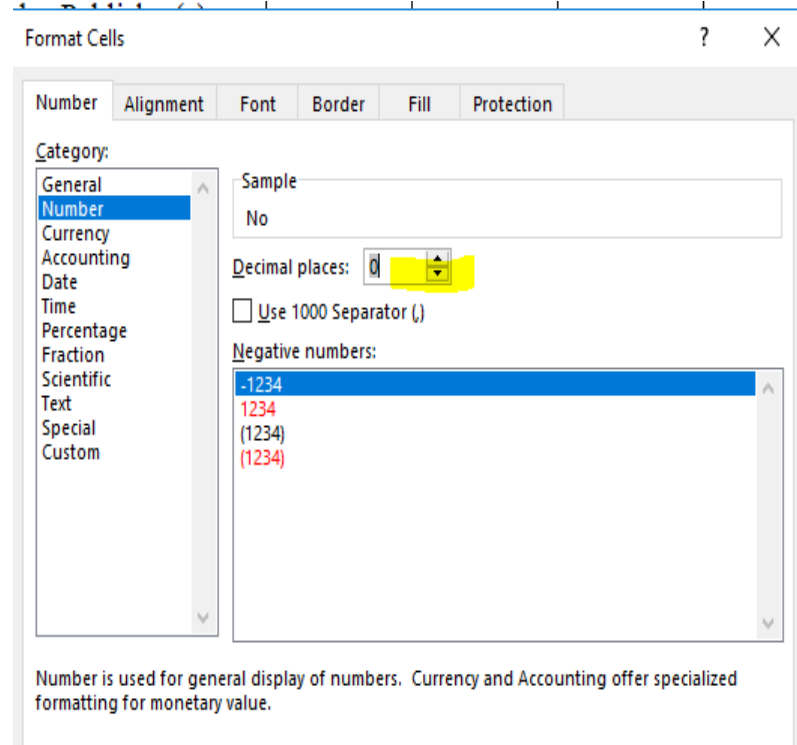 Format Cells ? X
Number Alignment Font Border Fill Protection
Category:
General
Number
Currency
Accounting
Date
Time
Percentage
Fraction
Scientific
Text
Special
Custom
Sample
No
Decimal places: 0
Use 1000 Separator (,)
Negative numbers:
-1234
1234
(1234)
(1234)
Number is used for general display of numbers. Currency and Accounting offer specialized
formatting for monetary value.